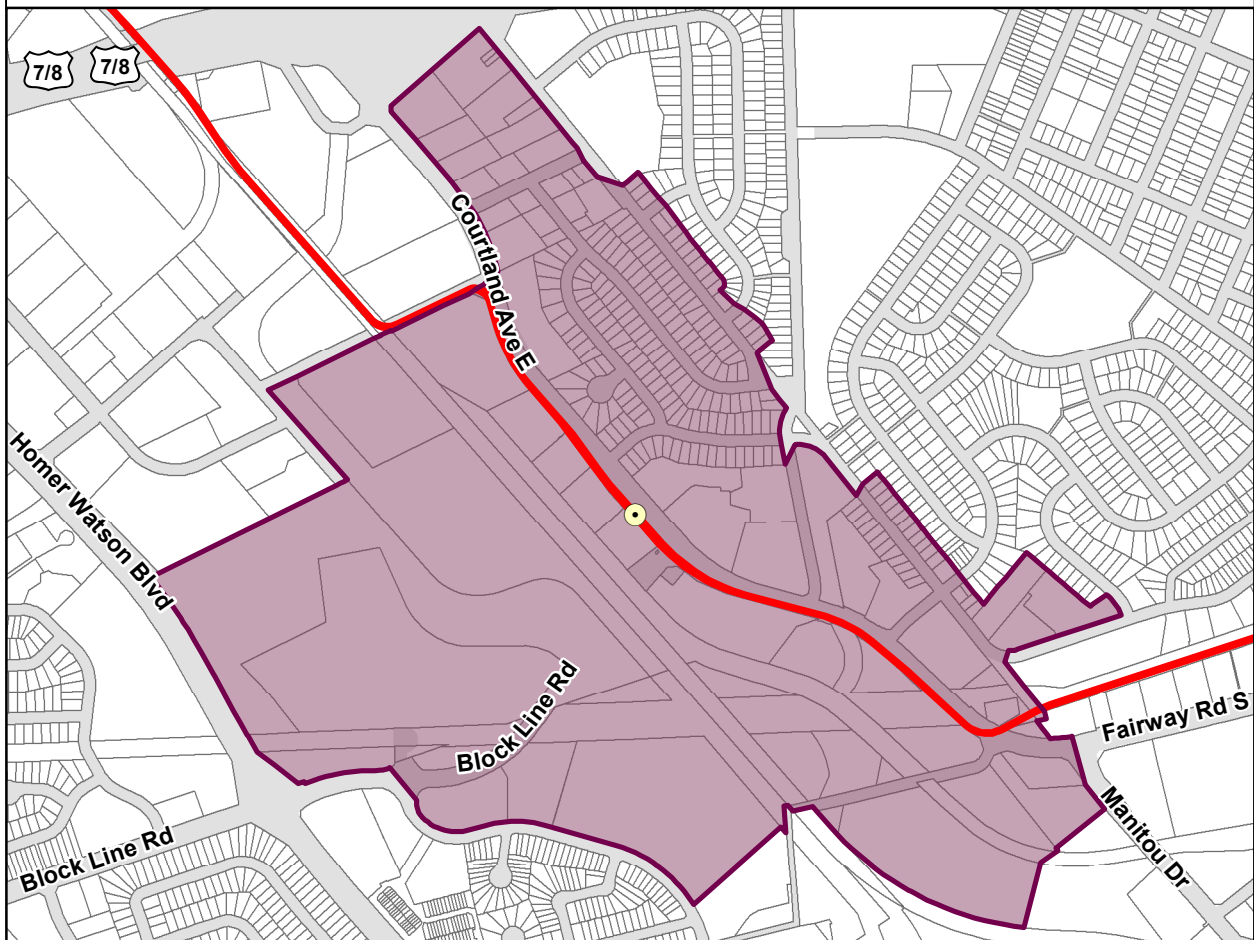 7/8
7/8
Courtland Ave E
Homer Watson Blvd
Block Line Rd
Fairway Rd S
Manitou Dr
Block Line Rd